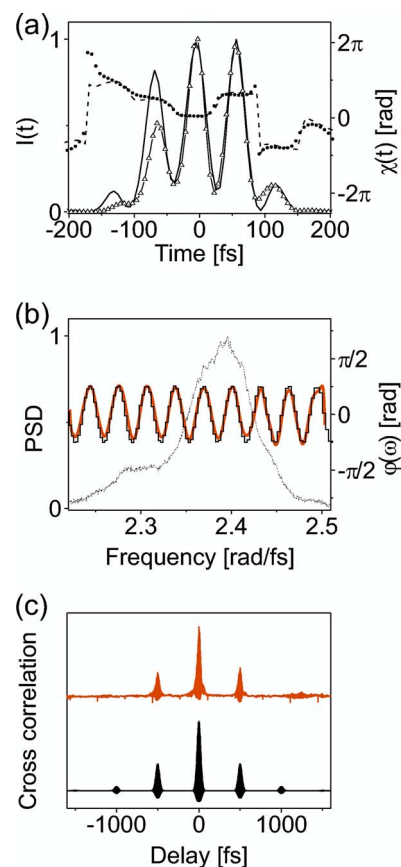 (a)
1
I(t)
0
2π
0
-2π
χ(t) [rad]
-200 -100 0 100 200
Time [fs]
(b)
1
PSD
0
π/2
0
-π/2
φ(ω) [rad]
2.3 2.4 2.5
Frequency [rad/fs]
(c)
Cross correlation
-1000 0 1000
Delay [fs]